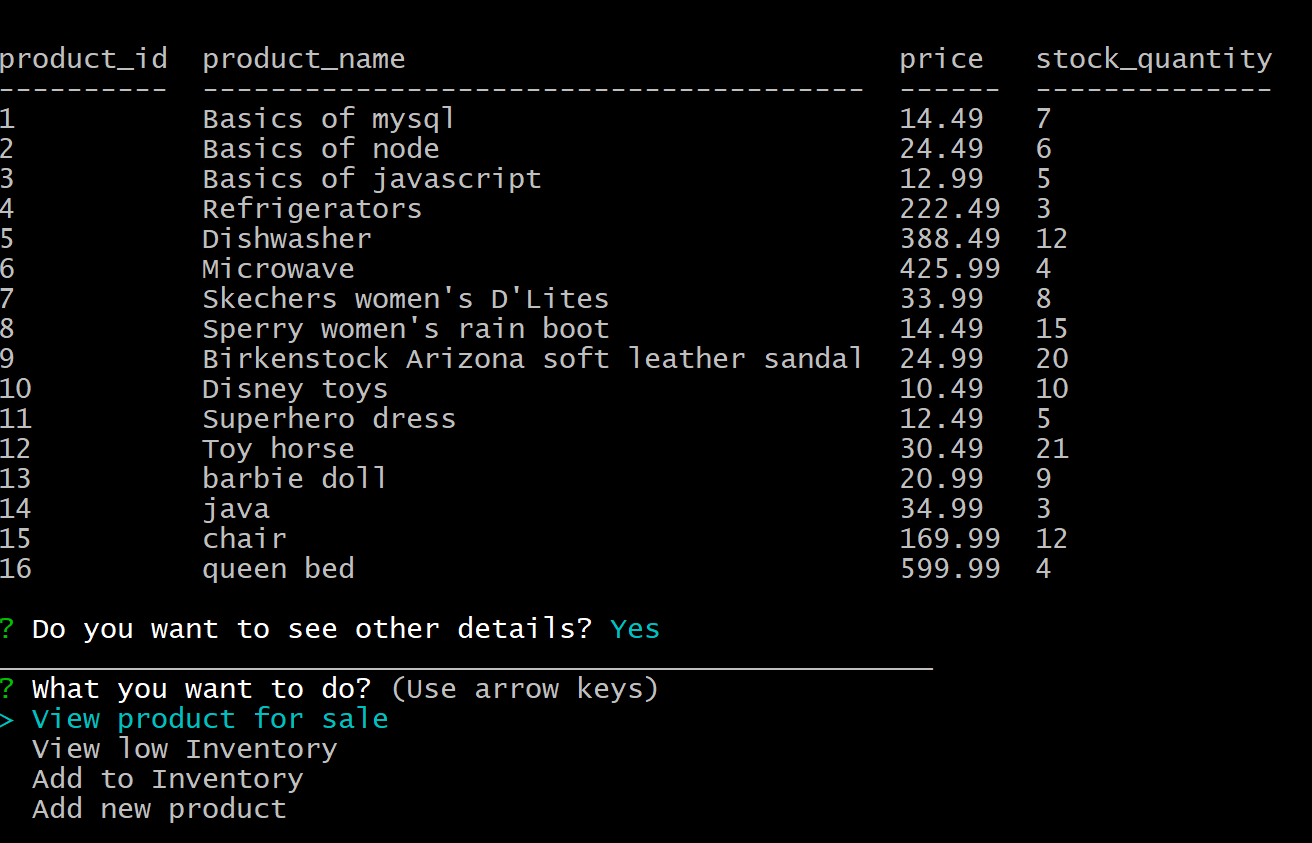 product_id  product_name                             price   stock_quantity
----------  ---------------------------------------  ------  --------------
1           Basics of mysql                          14.49   7
2           Basics of node                           24.49   6
3           Basics of javascript                     12.99   5
4           Refrigerators                            222.49  3
5           Dishwasher                               388.49  12
6           Microwave                                425.99  4
7           Skechers women's D'Lites                 33.99   8
8           Sperry women's rain boot                 14.49   15
9           Birkenstock Arizona soft leather sandal  24.99   20
10          Disney toys                              10.49   10
11          Superhero dress                          12.49   5
12          Toy horse                                30.49   21
13          barbie doll                              20.99   9
14          java                                     34.99   3
15          chair                                    169.99  12
16          queen bed                                599.99  4
? Do you want to see other details? Yes
_______________________________________________________
? What you want to do? (Use arrow keys)
> View product for sale
  View low Inventory
  Add to Inventory
  Add new product